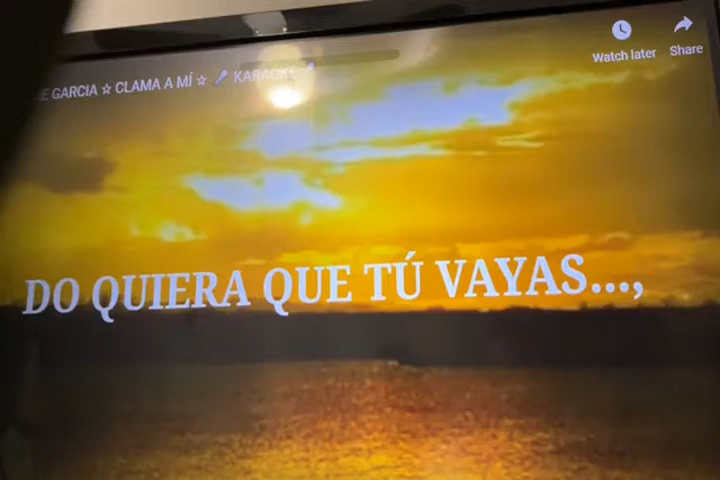 GARCIA ☆ CLAMA A MÍ ☆ 🎤 KARAOKE 🎤
Watch later
Share
DO QUIERA QUE TÚ VAYAS...,